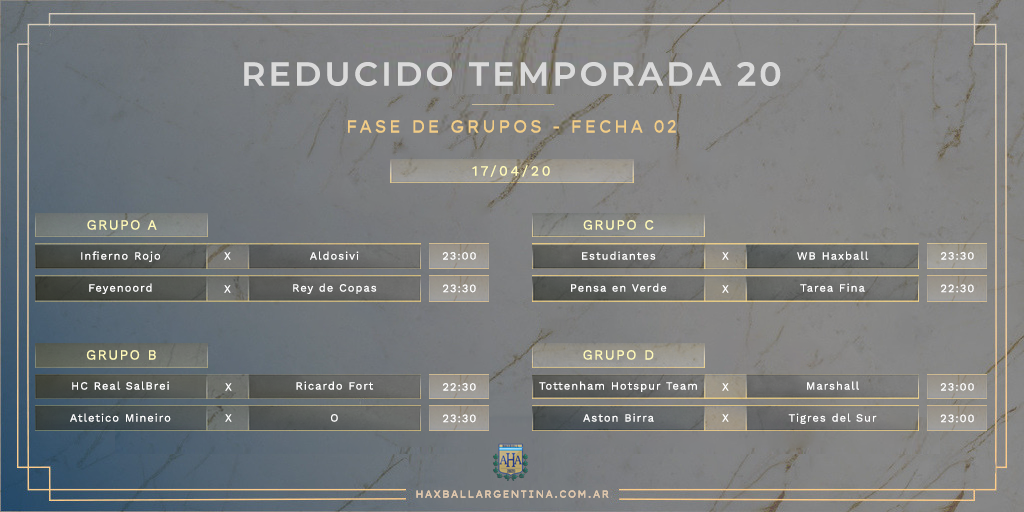 REDUCIDO TEMPORADA 20
FASE DE GRUPOS - FECHA 02
17/04/20
GRUPO A
Infierno Rojo X Aldosivi 23:00
Feyenoord X Rey de Copas 23:30
GRUPO B
HC Real SalBrei X Ricardo Fort 22:30
Atletico Mineiro X O 23:30
GRUPO C
Estudiantes X WB Haxball 23:30
Pensa en Verde X Tarea Fina 22:30
GRUPO D
Tottenham Hotspur Team X Marshall 23:00
Aston Birra X Tigres del Sur 23:00
AHA
HAXBALLARGENTINA.COM.AR